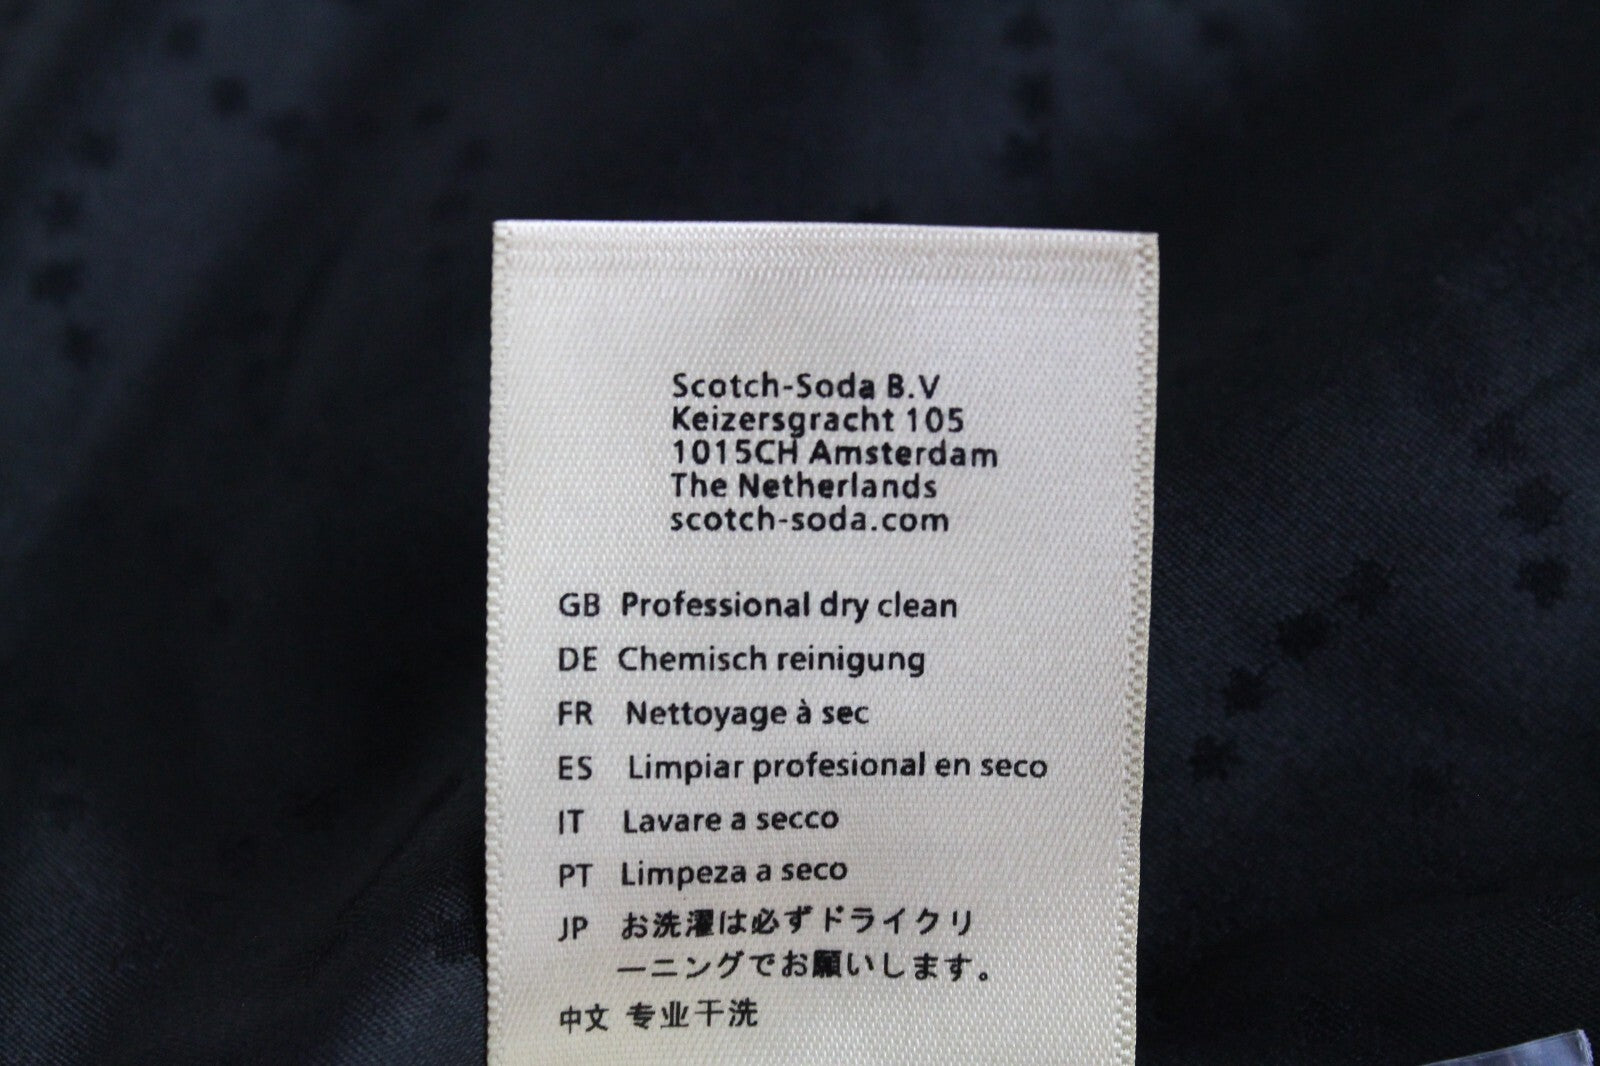 Scotch-Soda B.V
Keizersgracht 105
1015CH Amsterdam
The Netherlands
scotch-soda.com
GB Professional dry clean
DE Chemisch reinigung
FR Nettoyage à sec
ES Limpiar profesional en seco
IT Lavare a secco
PT Limpeza a seco
JP お洗濯は必ずドライクリ
ーニングでお願いします。
中文 专业干洗